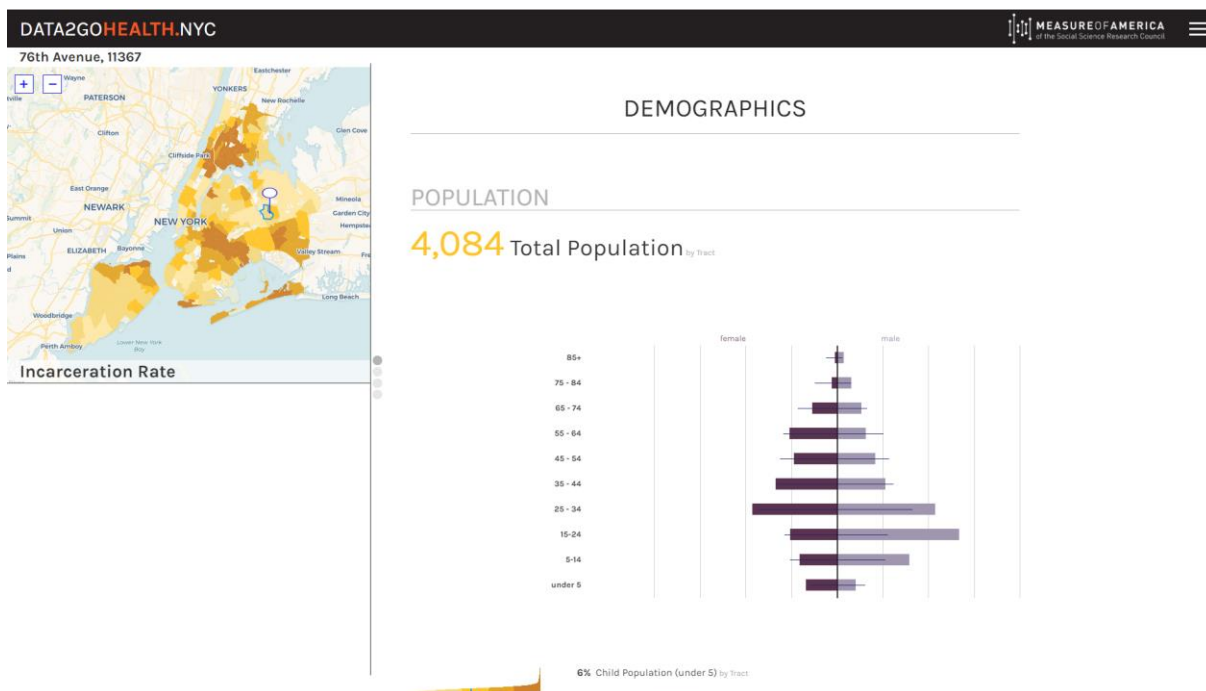 DATA2GOHEALTH.NYC
MEASUREOFAMERICA
of the Social Science Research Council
76th Avenue, 11367
+ −
Wayne
Eastchester
YONKERS
PATERSON
New Rochelle
Clifton
Glen Cove
Cliffside Park
East Orange
Mineola
NEWARK
Garden City
NEW YORK
Summit
Union
ELIZABETH
Bayonne
Plains
Valley Stream
Long Beach
Woodbridge
Perth Amboy
Lower New York
Bay
Incarceration Rate
DEMOGRAPHICS
POPULATION
4,084 Total Population by Tract
female
male
85+
75 - 84
65 - 74
55 - 64
45 - 54
35 - 44
25 - 34
15-24
5-14
under 5
6% Child Population (under 5) by Tract